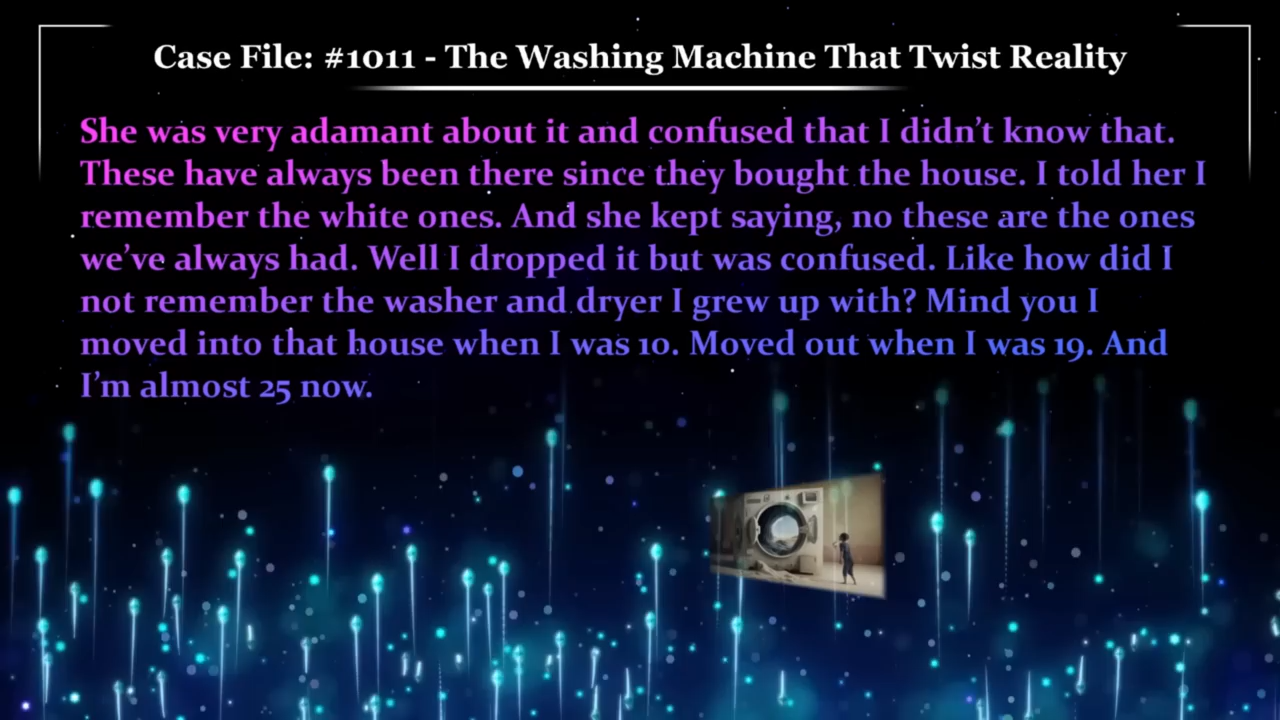 Case File: #1011 - The Washing Machine That Twist Reality
She was very adamant about it and confused that I didn’t know that.
These have always been there since they bought the house. I told her I
remember the white ones. And she kept saying, no these are the ones
we’ve always had. Well I dropped it but was confused. Like how did I
not remember the washer and dryer I grew up with? Mind you I
moved into that house when I was 10. Moved out when I was 19. And
I’m almost 25 now.